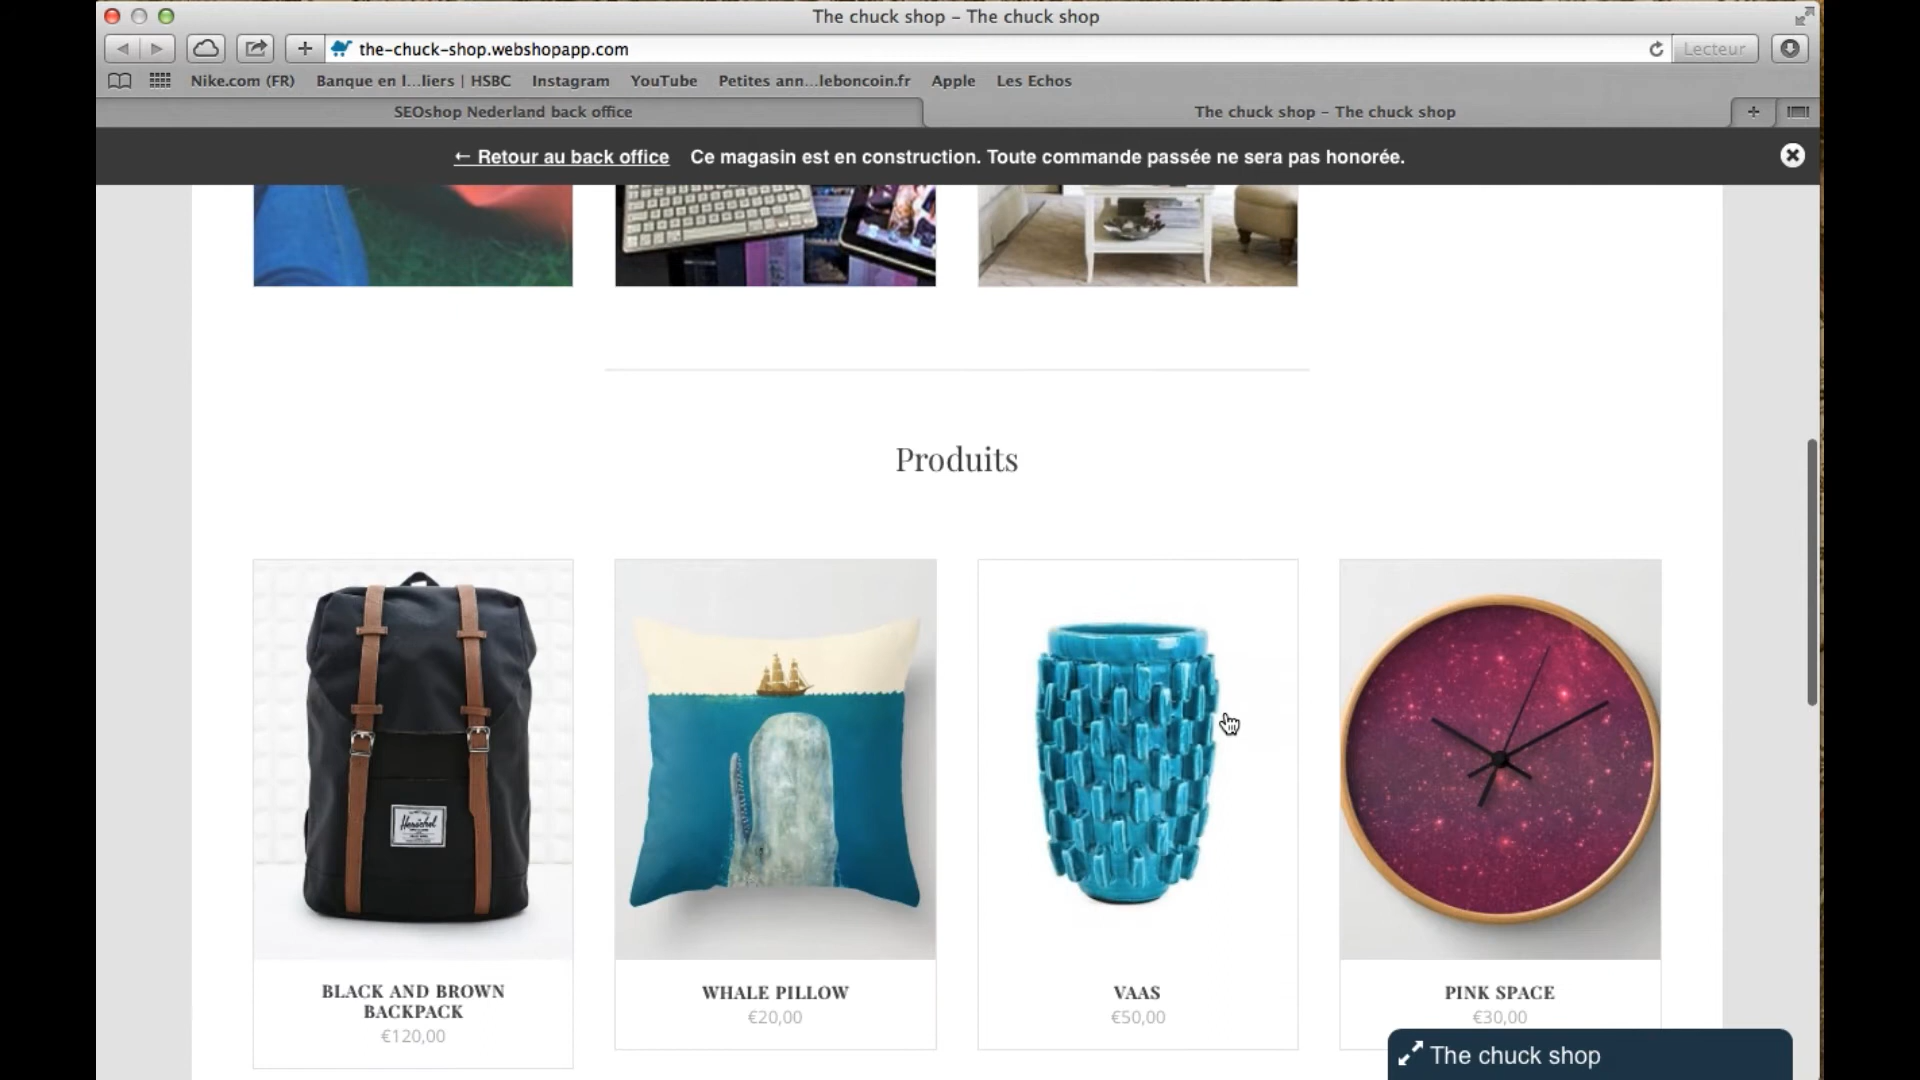 The chuck shop – The chuck shop
the-chuck-shop.webshopapp.com
Lecteur
Nike.com (FR) Banque en l...liers | HSBC Instagram YouTube Petites ann...leboncoin.fr Apple Les Echos
SEOshop Nederland back office The chuck shop – The chuck shop
← Retour au back office Ce magasin est en construction. Toute commande passée ne sera pas honorée.
Produits
Herschel
BLACK AND BROWN
BACKPACK
€120,00
WHALE PILLOW
€20,00
VAAS
€50,00
PINK SPACE
€30,00
The chuck shop